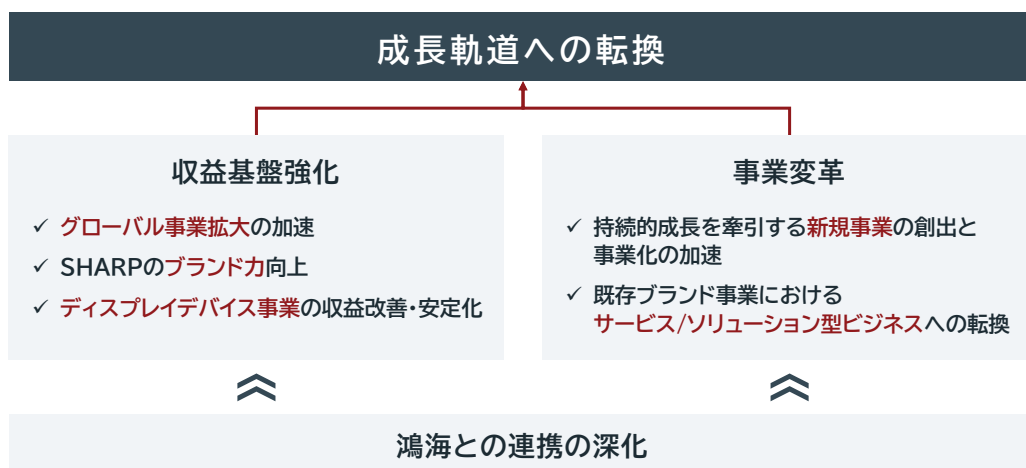 成長軌道への転換
収益基盤強化
✓ グローバル事業拡大の加速
✓ SHARPのブランド力向上
✓ ディスプレイデバイス事業の収益改善・安定化
事業変革
✓ 持続的成長を牽引する新規事業の創出と
事業化の加速
✓ 既存ブランド事業における
サービス/ソリューション型ビジネスへの転換
鴻海との連携の深化